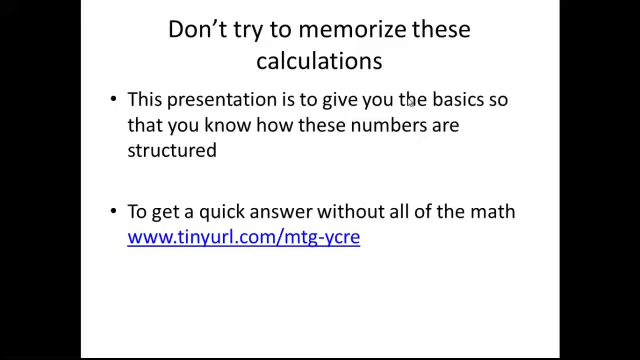 Don't try to memorize these
calculations
• This presentation is to give you the basics so
that you know how these numbers are
structured
• To get a quick answer without all of the math
www.tinyurl.com/mtg-ycre